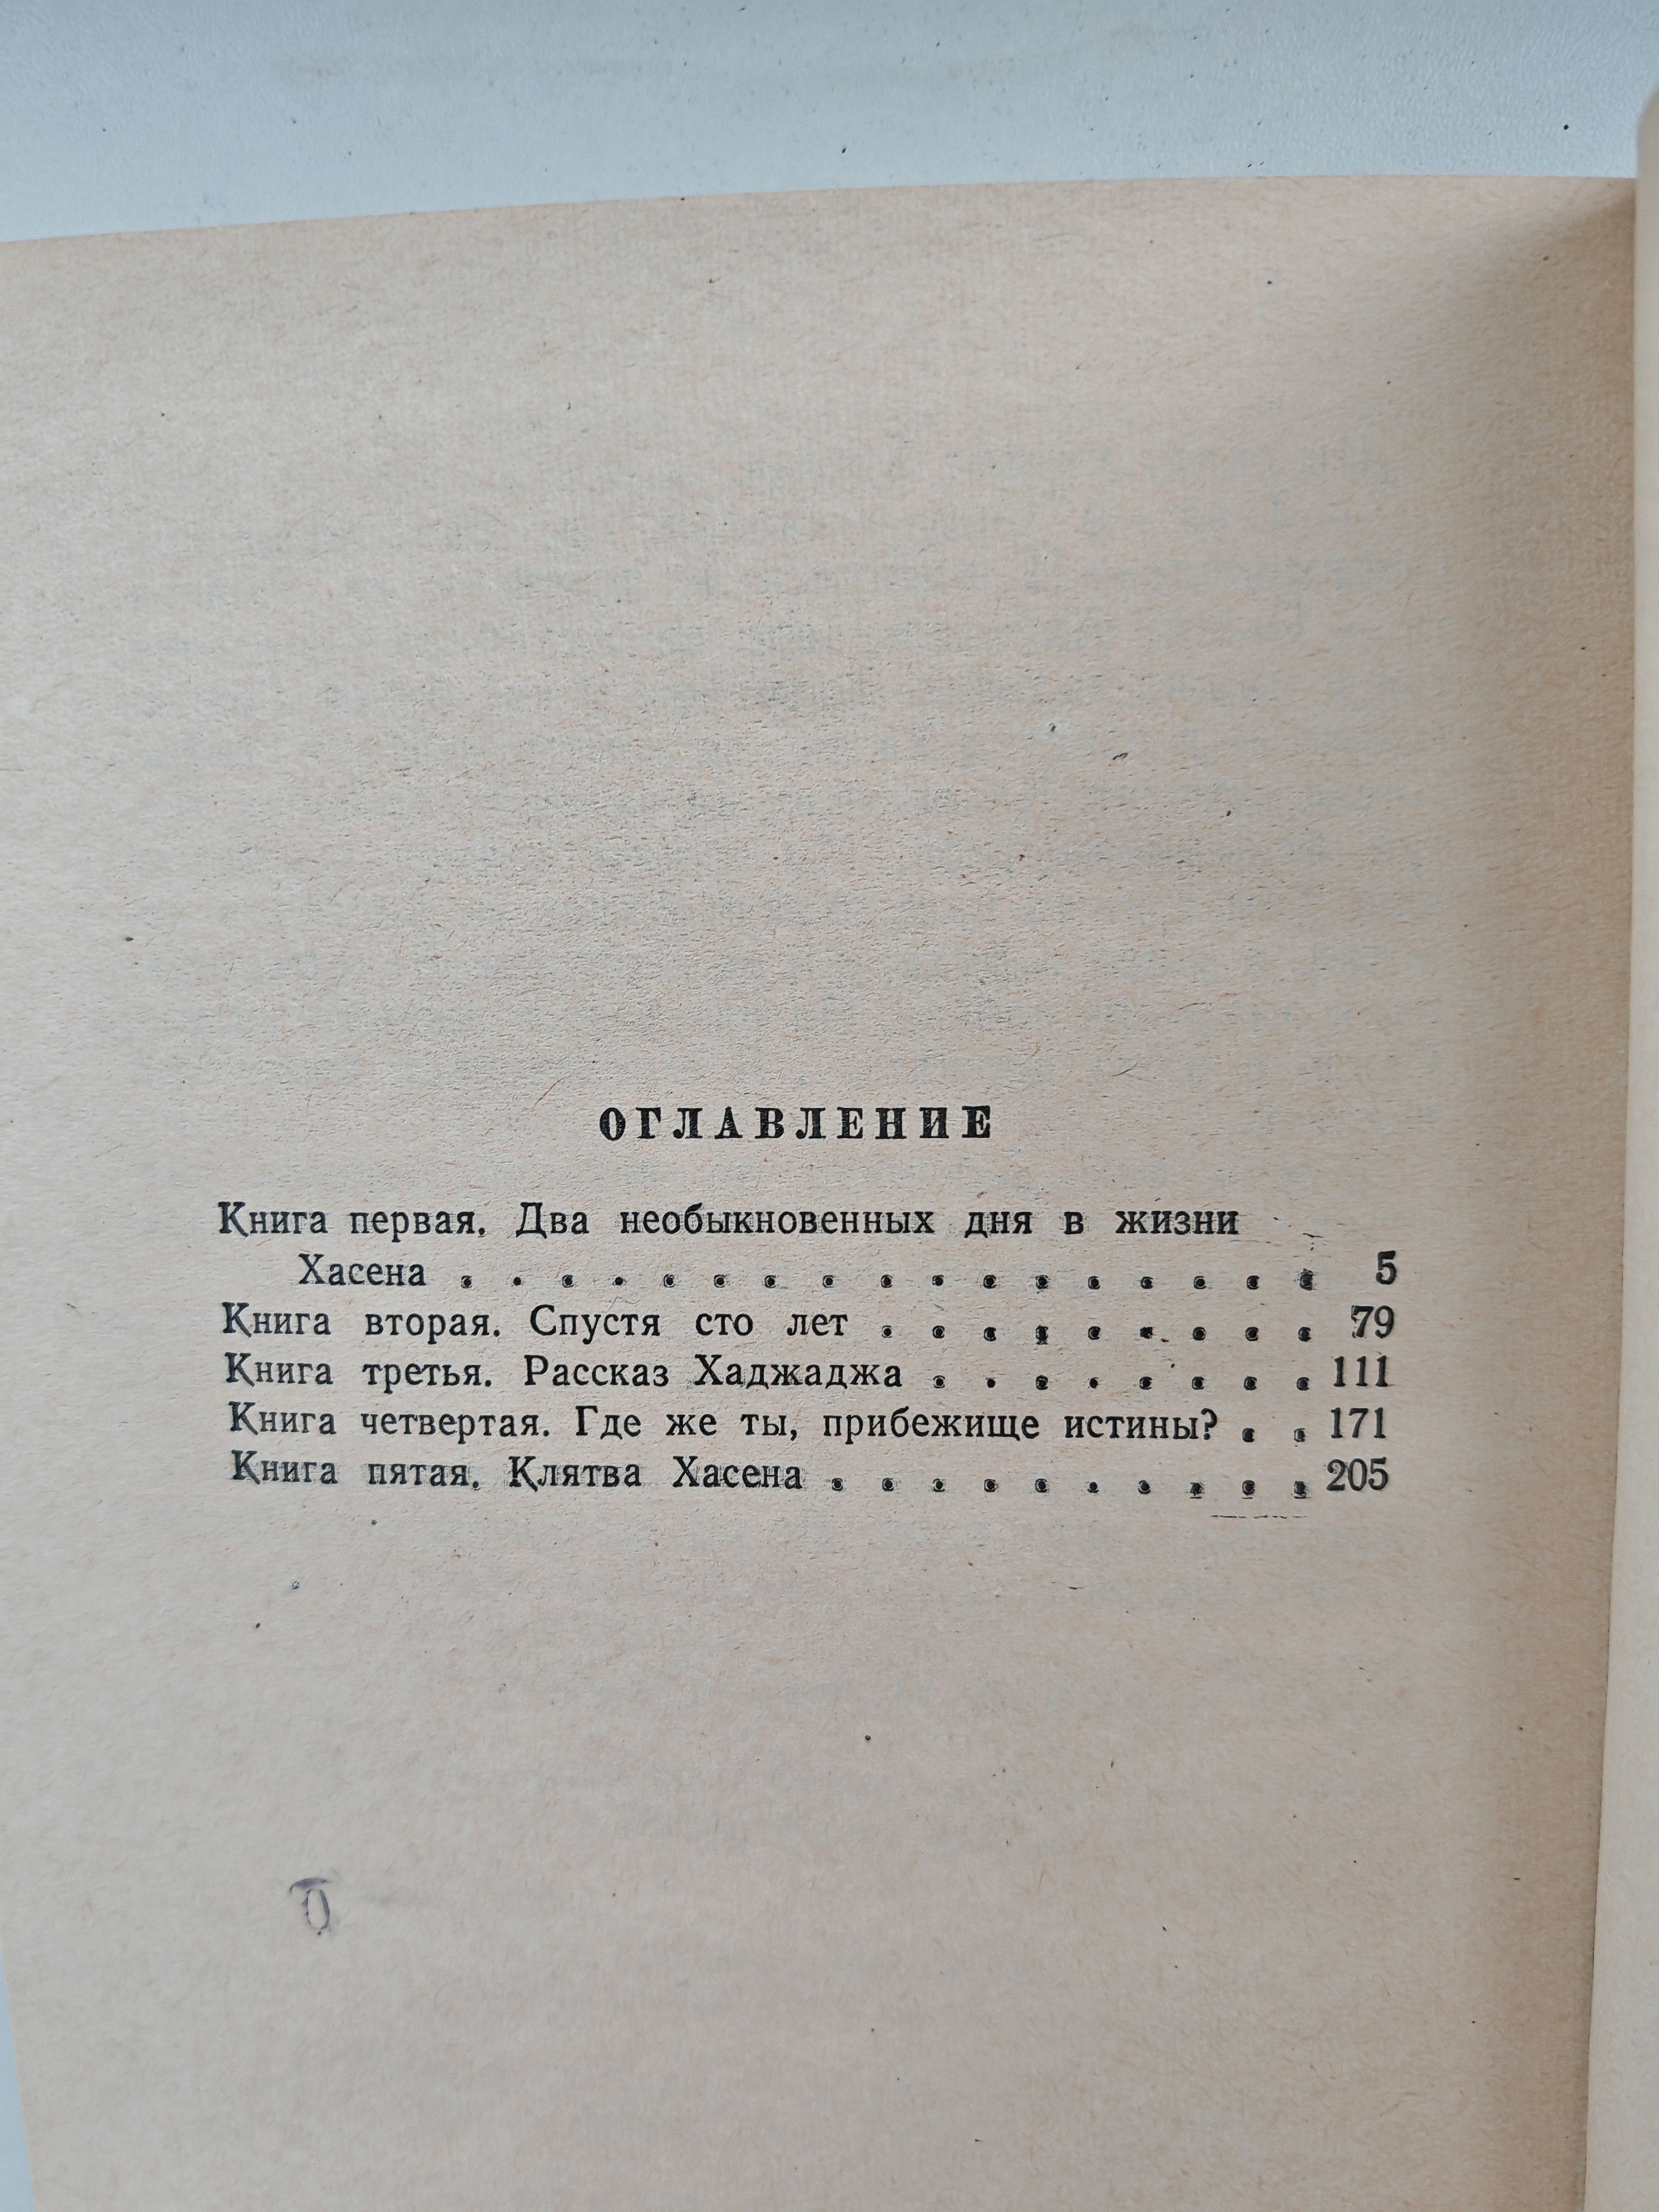 ОГЛАВЛЕНИЕ
Книга первая. Два необыкновенных дня в жизни
Хасена . . . . . . . . . . . . . . . . . 5
Книга вторая. Спустя сто лет . . . . . . . . . 79
Книга третья. Рассказ Хаджаджа . . . . . . . . 111
Книга четвертая. Где же ты, прибежище истины? . . 171
Книга пятая. Клятва Хасена . . . . . . . . . . 205